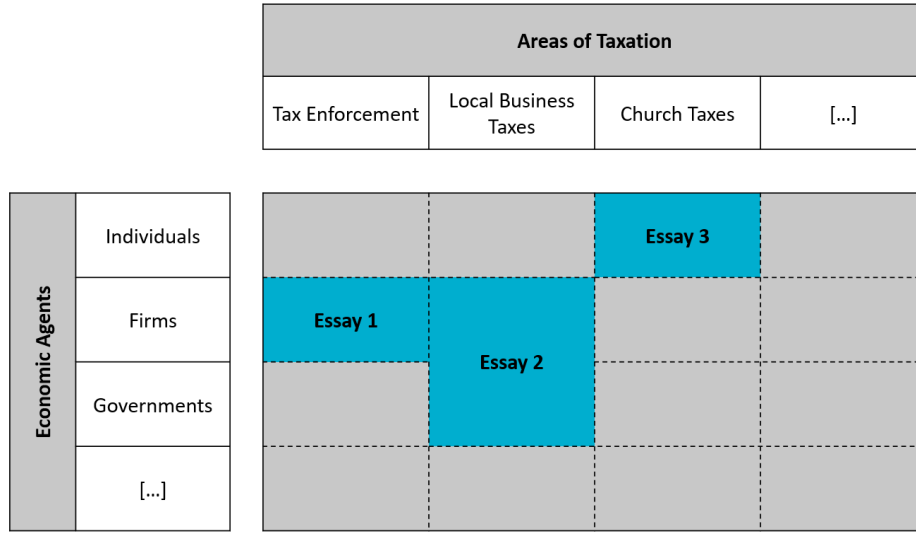 Areas of Taxation
Tax Enforcement
Local Business
Taxes
Church Taxes
[...]
Economic Agents
Individuals
Essay 3
Firms
Essay 1
Essay 2
Governments
[...]